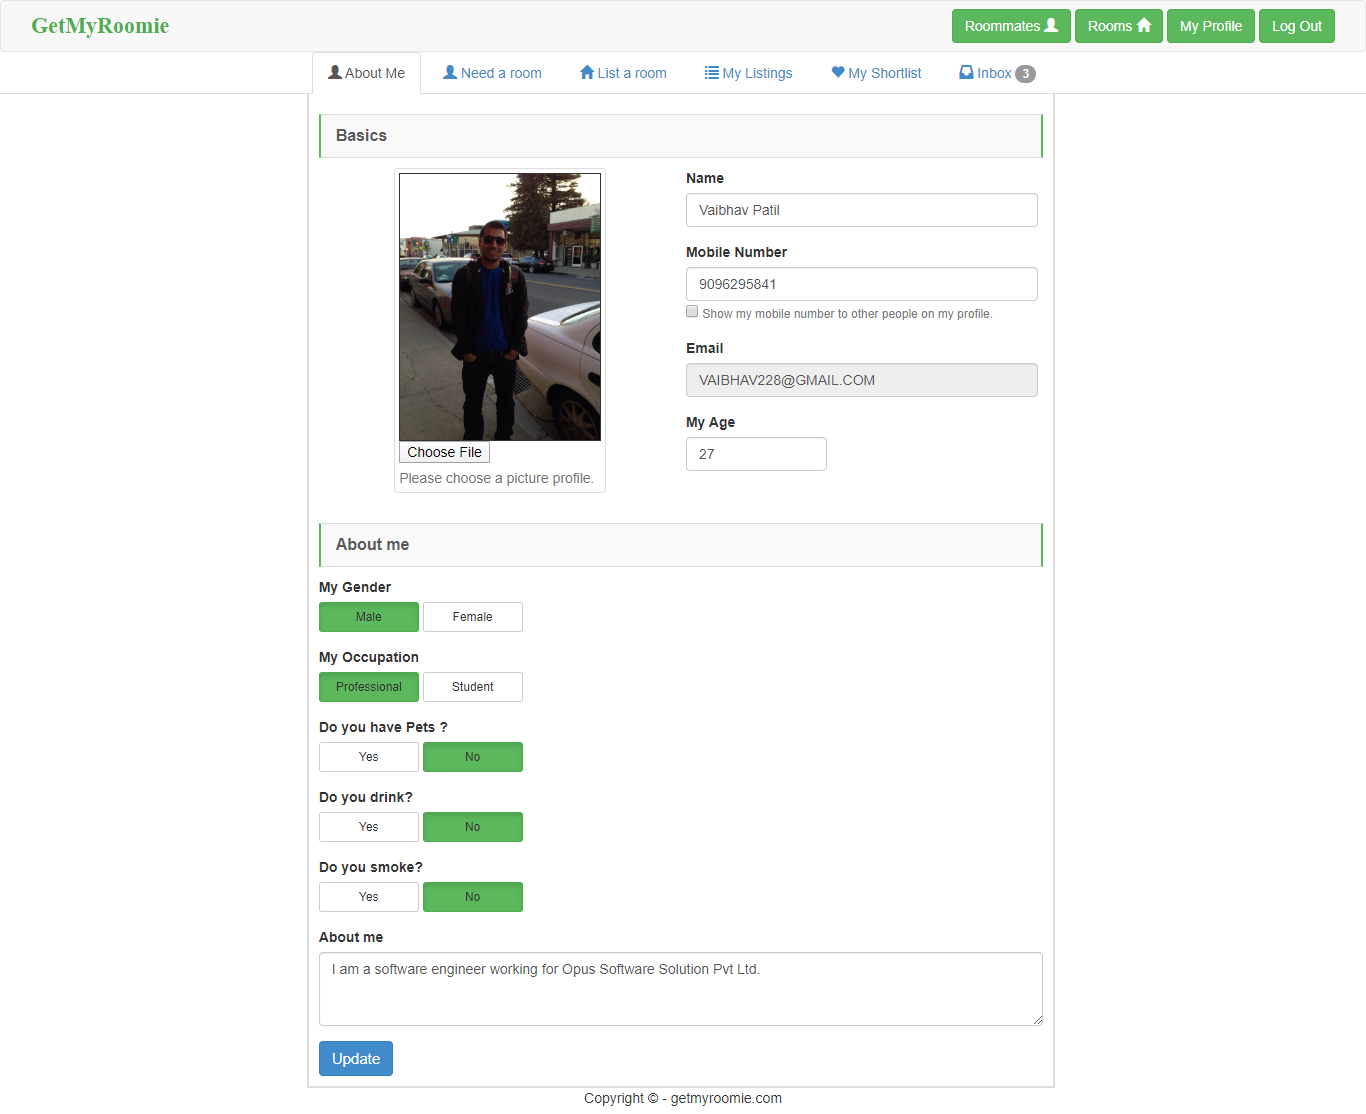 GetMyRoomie
Roommates
Rooms
My Profile
Log Out
About Me
Need a room
List a room
My Listings
My Shortlist
Inbox 3
Basics
Choose File
Please choose a picture profile.
Name
Vaibhav Patil
Mobile Number
9096295841
Show my mobile number to other people on my profile.
Email
VAIBHAV228@GMAIL.COM
My Age
27
About me
My Gender
Male
Female
My Occupation
Professional
Student
Do you have Pets ?
Yes
No
Do you drink?
Yes
No
Do you smoke?
Yes
No
About me
I am a software engineer working for Opus Software Solution Pvt Ltd.
Update
Copyright © - getmyroomie.com